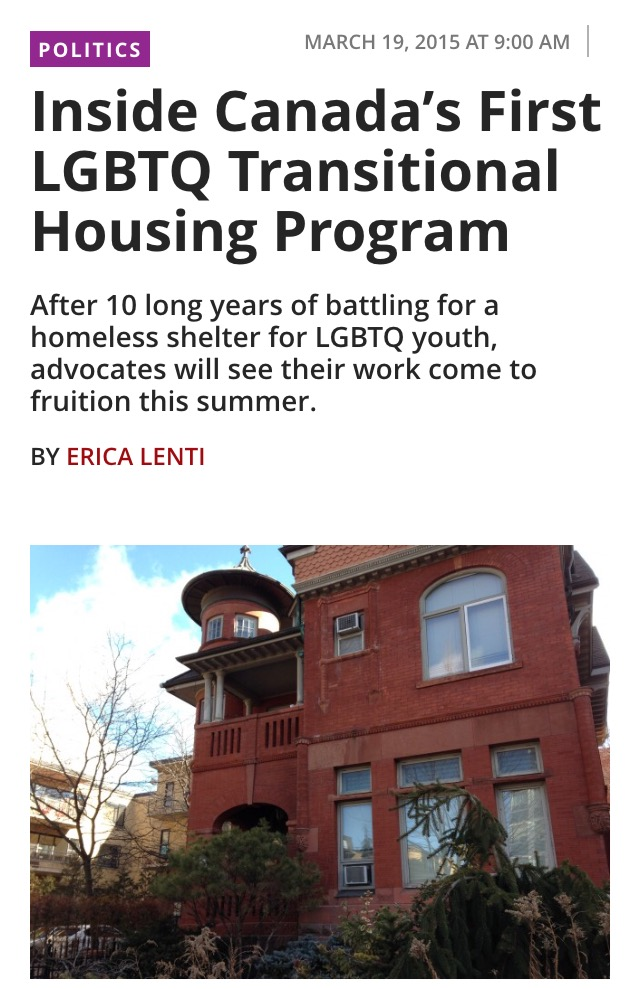 POLITICS
MARCH 19, 2015 AT 9:00 AM
Inside Canada’s First
LGBTQ Transitional
Housing Program
After 10 long years of battling for a
homeless shelter for LGBTQ youth,
advocates will see their work come to
fruition this summer.
BY ERICA LENTI